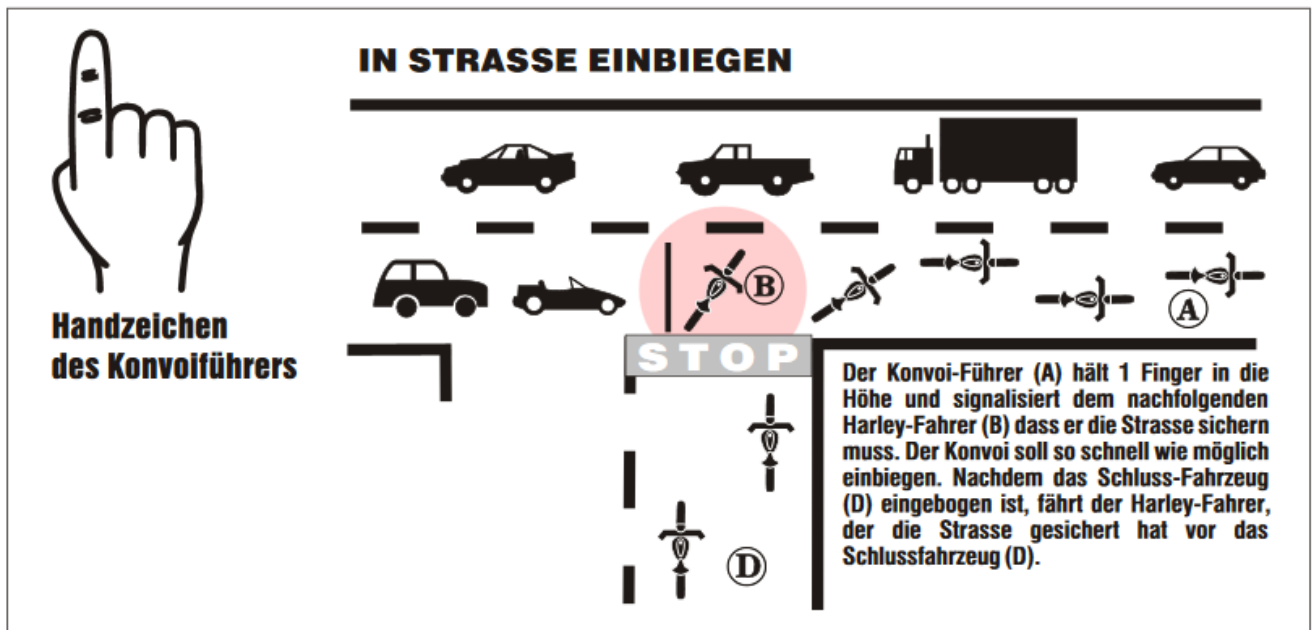 IN STRASSE EINBIEGEN
Handzeichen
des Konvoiführers
B
A
STOP
D
Der Konvoi-Führer (A) hält 1 Finger in die
Höhe und signalisiert dem nachfolgenden
Harley-Fahrer (B) dass er die Strasse sichern
muss. Der Konvoi soll so schnell wie möglich
einbiegen. Nachdem das Schluss-Fahrzeug
(D) eingebogen ist, fährt der Harley-Fahrer,
der die Strasse gesichert hat vor das
Schlussfahrzeug (D).